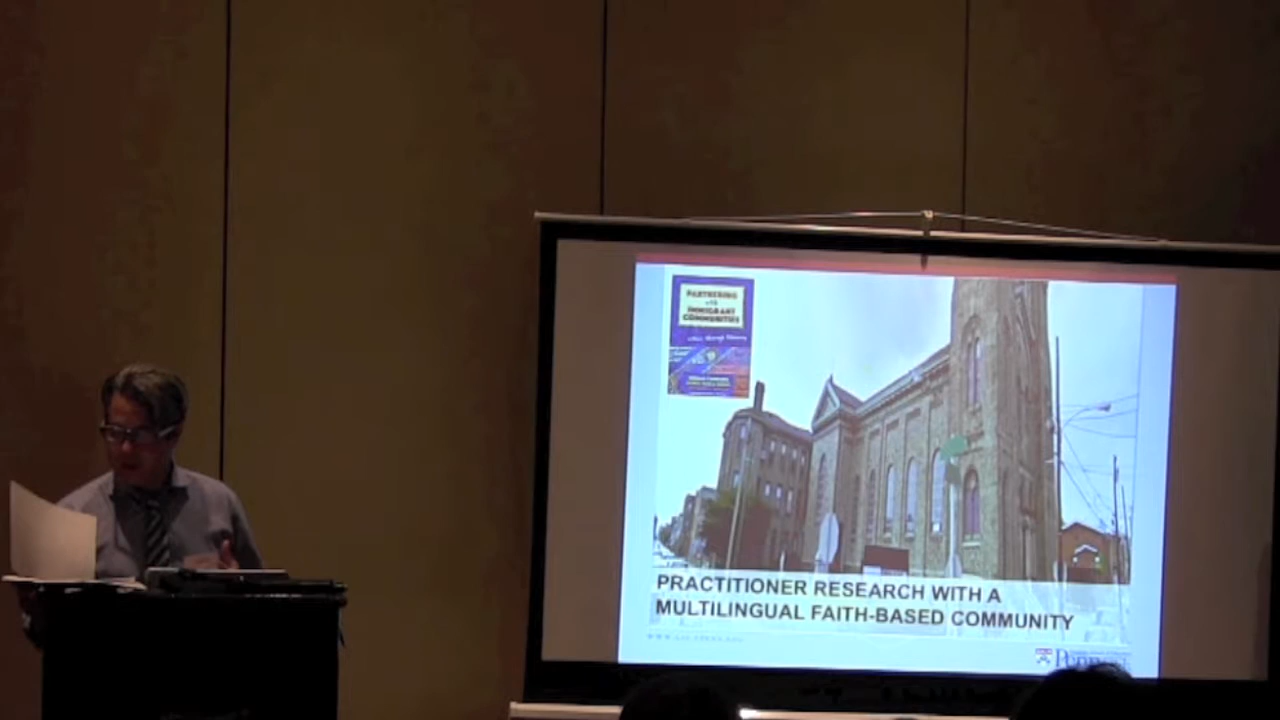 PARTNERING
with
IMMIGRANT
COMMUNITIES
PRACTITIONER RESEARCH WITH A
MULTILINGUAL FAITH-BASED COMMUNITY